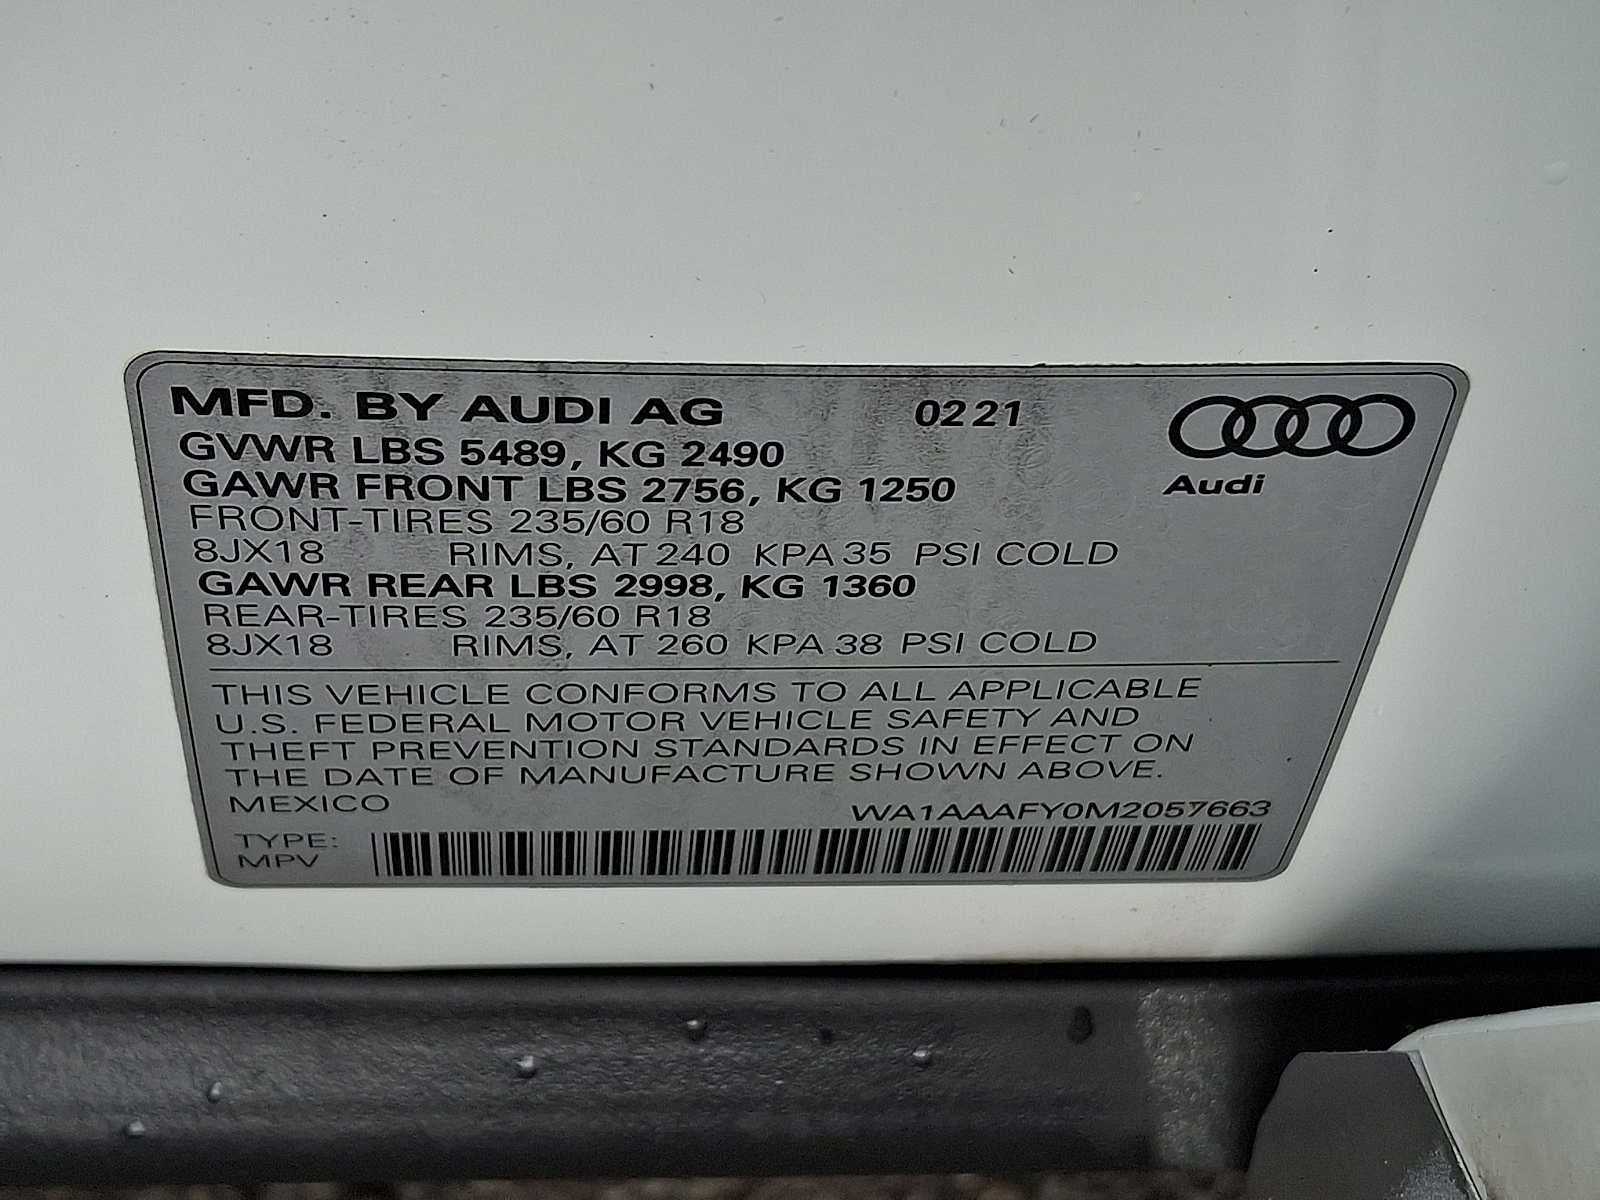 MFD. BY AUDI AG 0221
GVWR LBS 5489, KG 2490
GAWR FRONT LBS 2756, KG 1250
Audi
FRONT-TIRES 235/60 R18
8JX18 RIMS, AT 240 KPA 35 PSI COLD
GAWR REAR LBS 2998, KG 1360
REAR-TIRES 235/60 R18
8JX18 RIMS, AT 260 KPA 38 PSI COLD
THIS VEHICLE CONFORMS TO ALL APPLICABLE
U.S. FEDERAL MOTOR VEHICLE SAFETY AND
THEFT PREVENTION STANDARDS IN EFFECT ON
THE DATE OF MANUFACTURE SHOWN ABOVE.
MEXICO WA1AAAFY0M2057663
TYPE:
MPV